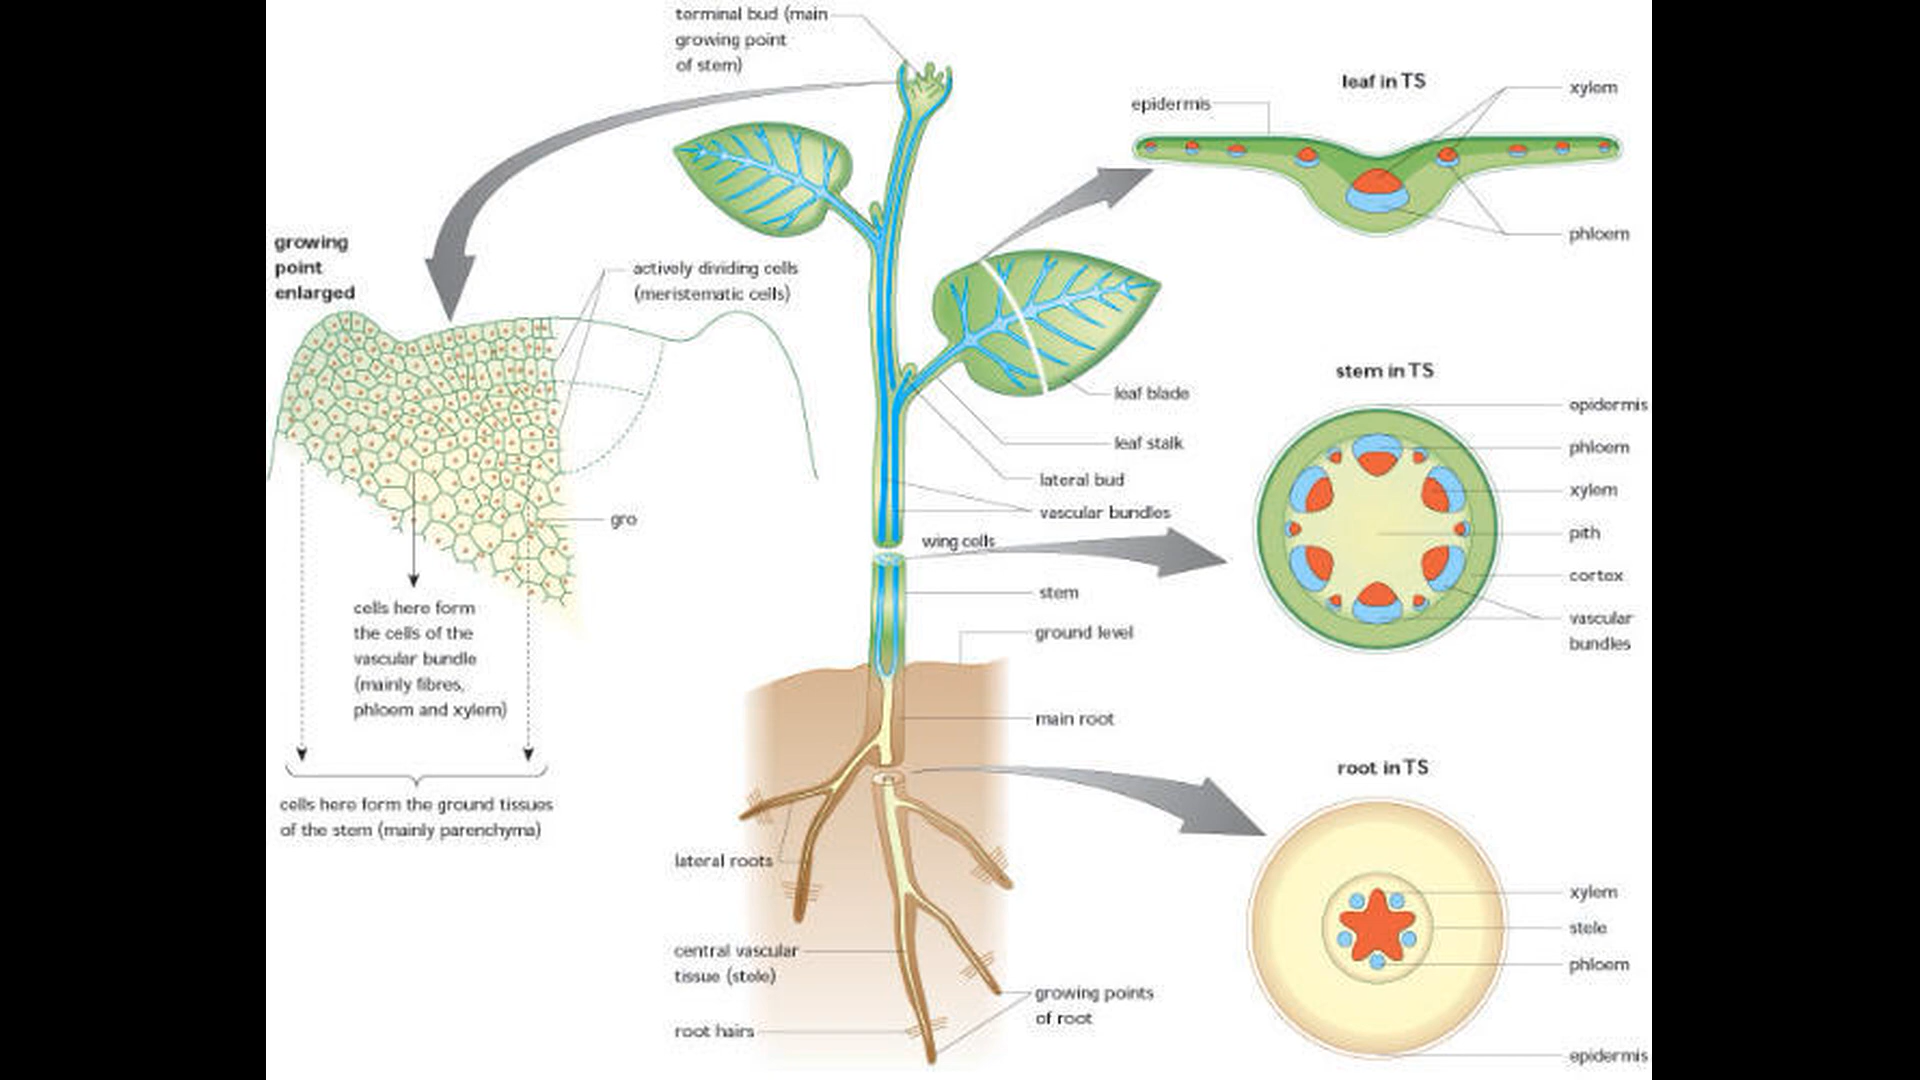 terminal bud (main
growing point
of stem)
leaf in TS
xylem
epidermis
phloem
growing
point
enlarged
actively dividing cells
(meristematic cells)
stem in TS
leaf blade
epidermis
leaf stalk
phloem
lateral bud
xylem
vascular bundles
gro
wing cells
pith
cortex
stem
vascular
bundles
ground level
cells here form
the cells of the
vascular bundle
(mainly fibres,
phloem and xylem)
main root
root in TS
cells here form the ground tissues
of the stem (mainly parenchyma)
lateral roots
xylem
stele
central vascular
tissue (stele)
phloem
growing points
of root
root hairs
epidermis